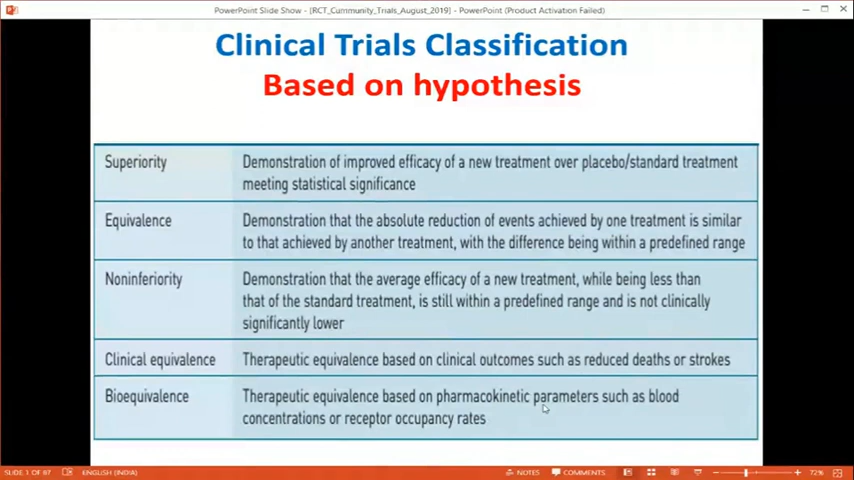 PowerPoint Slide Show - [RCT_Cummunity_Trials_August_2019] - PowerPoint (Product Activation Failed)
Clinical Trials Classification
Based on hypothesis
Superiority
Demonstration of improved efficacy of a new treatment over placebo/standard treatment
meeting statistical significance
Equivalence
Demonstration that the absolute reduction of events achieved by one treatment is similar
to that achieved by another treatment, with the difference being within a predefined range
Noninferiority
Demonstration that the average efficacy of a new treatment, while being less than
that of the standard treatment, is still within a predefined range and is not clinically
significantly lower
Clinical equivalence
Therapeutic equivalence based on clinical outcomes such as reduced deaths or strokes
Bioequivalence
Therapeutic equivalence based on pharmacokinetic parameters such as blood
concentrations or receptor occupancy rates
SLIDE 1 OF 87 ENGLISH (INDIA) NOTES COMMENTS 72%